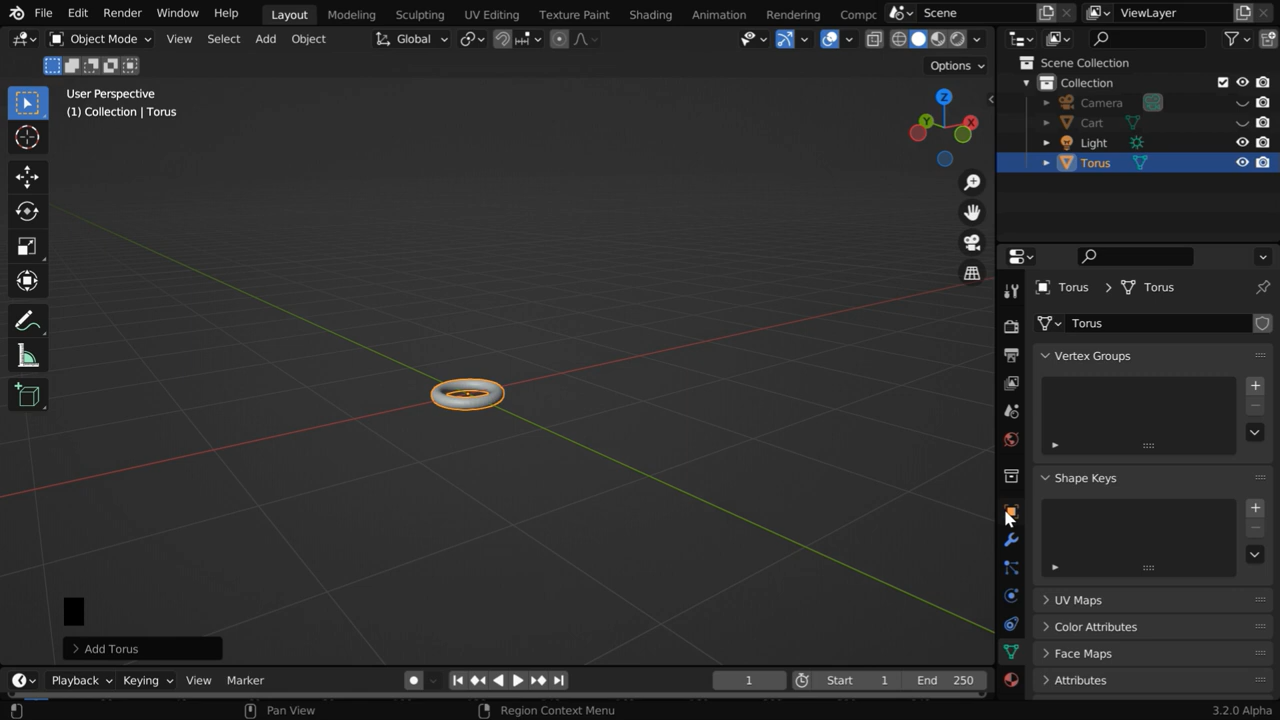 File Edit Render Window Help Layout Modeling Sculpting UV Editing Texture Paint Shading Animation Rendering Compc Scene ViewLayer
Object Mode View Select Add Object Global
Options
User Perspective
(1) Collection | Torus
Z
Y
X
Add Torus
Scene Collection
Collection
Camera
Cart
Light
Torus
Torus > Torus
Torus
Vertex Groups
Shape Keys
UV Maps
Color Attributes
Face Maps
Attributes
Playback Keying View Marker 1 Start 1 End 250
Pan View Region Context Menu 3.2.0 Alpha